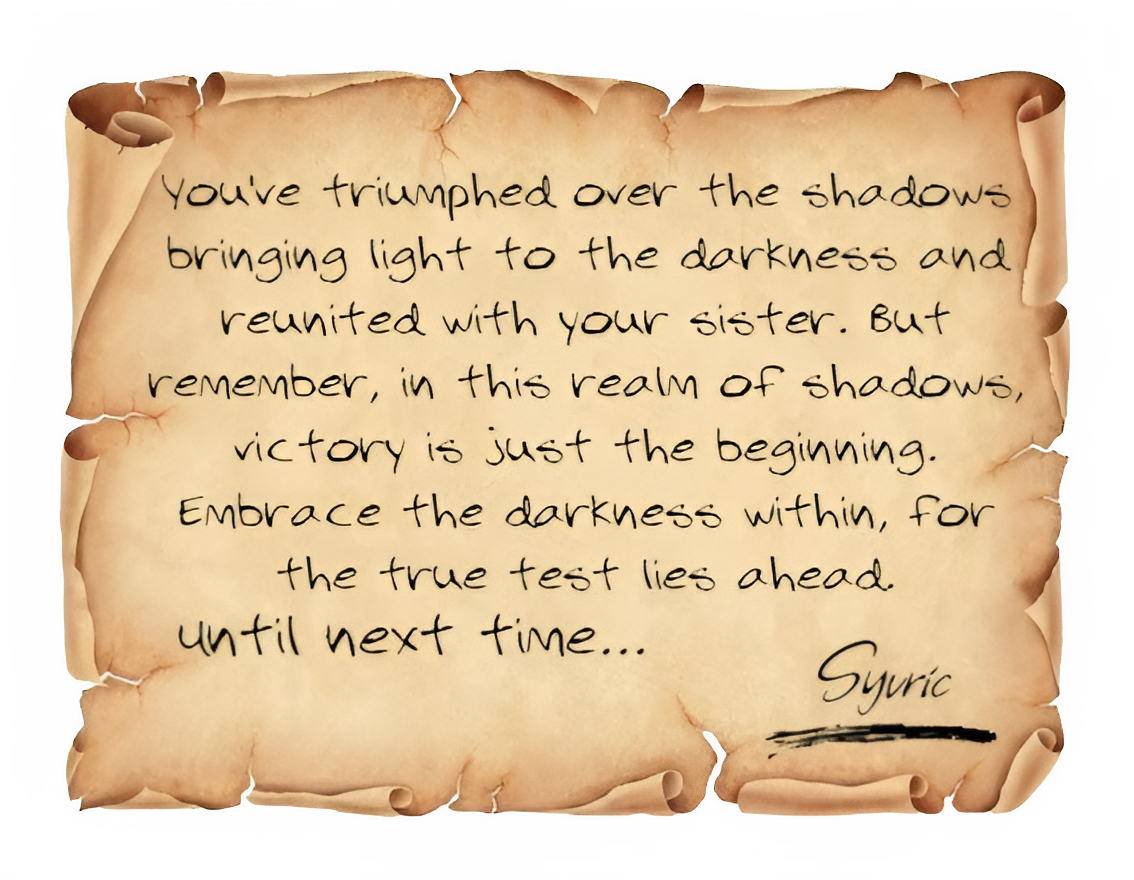 You've triumphed over the shadows
bringing light to the darkness and
reunited with your sister. But
remember, in this realm of shadows,
victory is just the beginning.
Embrace the darkness within, for
the true test lies ahead.
until next time...
Syuric